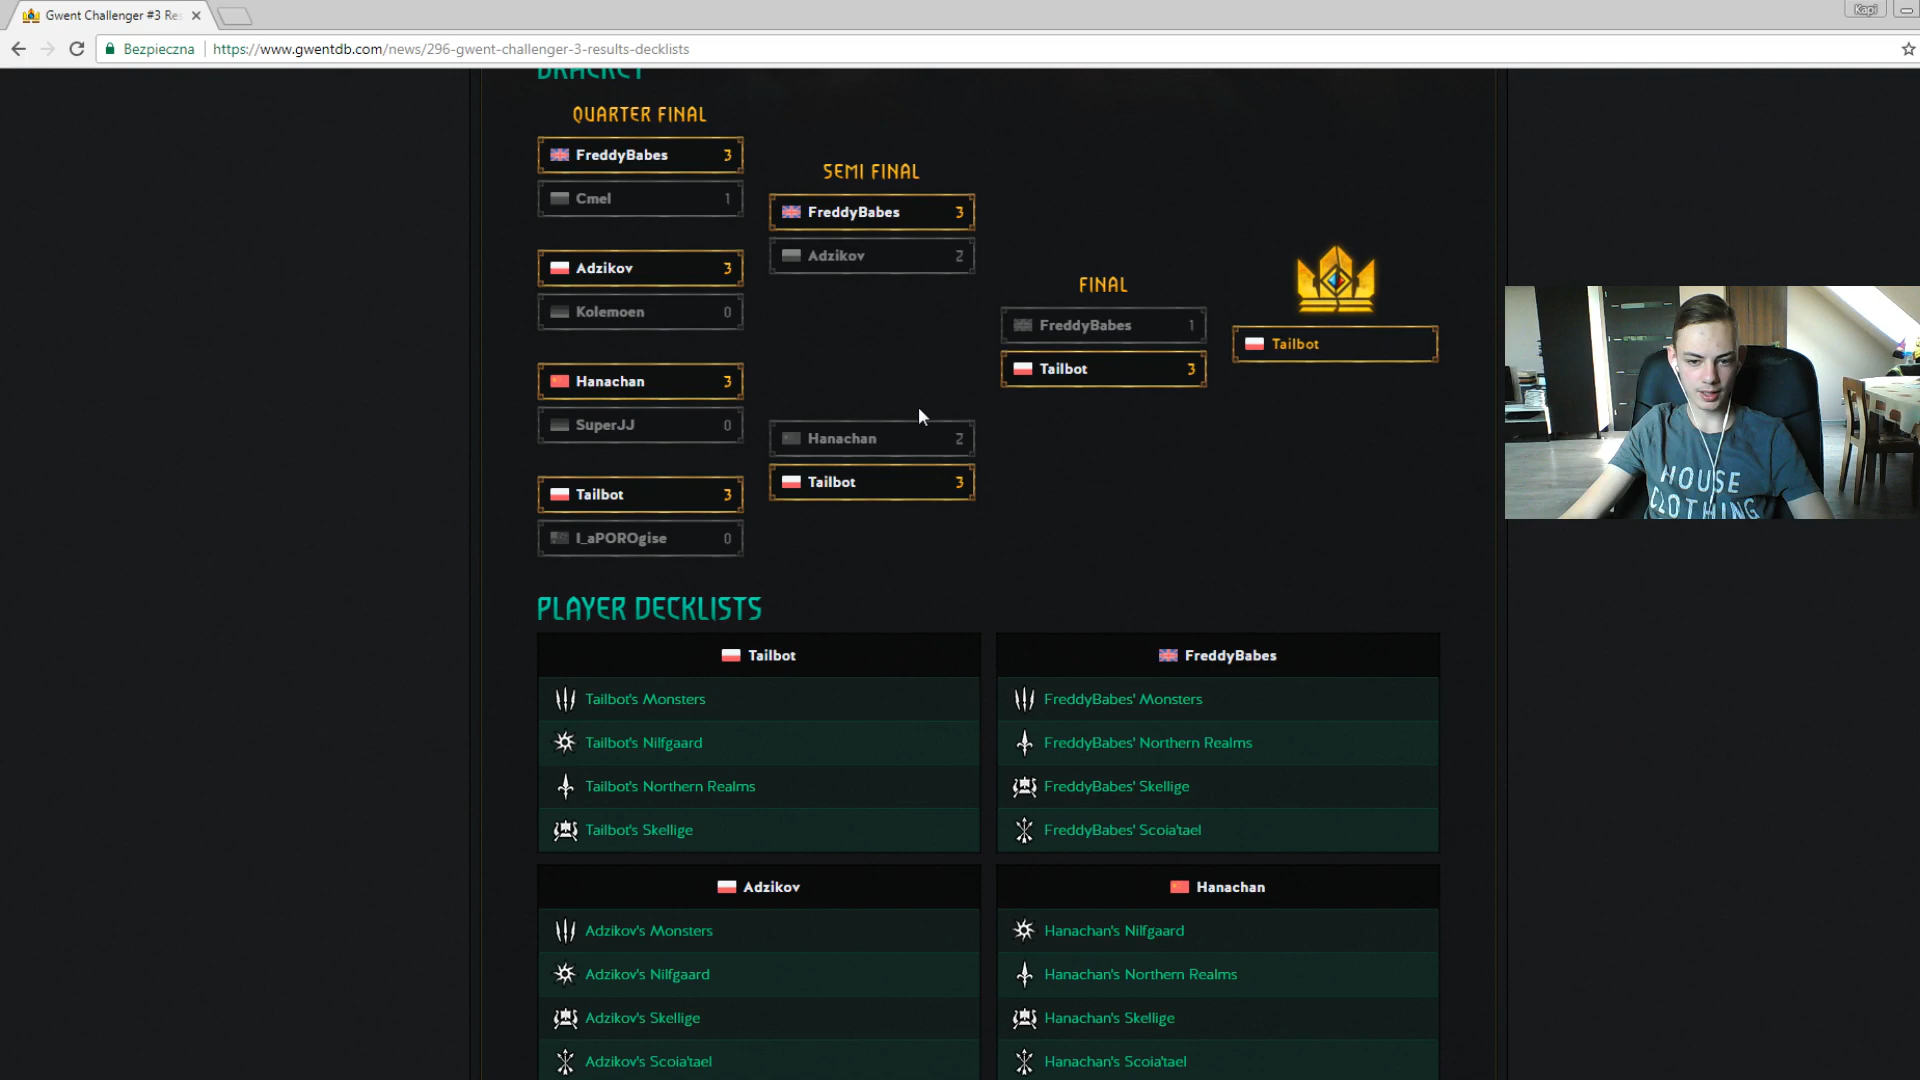 Gwent Challenger #3 Res
Kapi
Bezpieczna
https://www.gwentdb.com/news/296-gwent-challenger-3-results-decklists
BRACKET
QUARTER FINAL
FreddyBabes 3
Cmel 1
Adzikov 3
Kolemoen 0
Hanachan 3
SuperJJ 0
Tailbot 3
I_aPOROgise 0
SEMI FINAL
FreddyBabes 3
Adzikov 2
Hanachan 2
Tailbot 3
FINAL
FreddyBabes 1
Tailbot 3
Tailbot
HOUSE
CLOTHING
PLAYER DECKLISTS
Tailbot
Tailbot's Monsters
Tailbot's Nilfgaard
Tailbot's Northern Realms
Tailbot's Skellige
FreddyBabes
FreddyBabes' Monsters
FreddyBabes' Northern Realms
FreddyBabes' Skellige
FreddyBabes' Scoia'tael
Adzikov
Adzikov's Monsters
Adzikov's Nilfgaard
Adzikov's Skellige
Adzikov's Scoia'tael
Hanachan
Hanachan's Nilfgaard
Hanachan's Northern Realms
Hanachan's Skellige
Hanachan's Scoia'tael